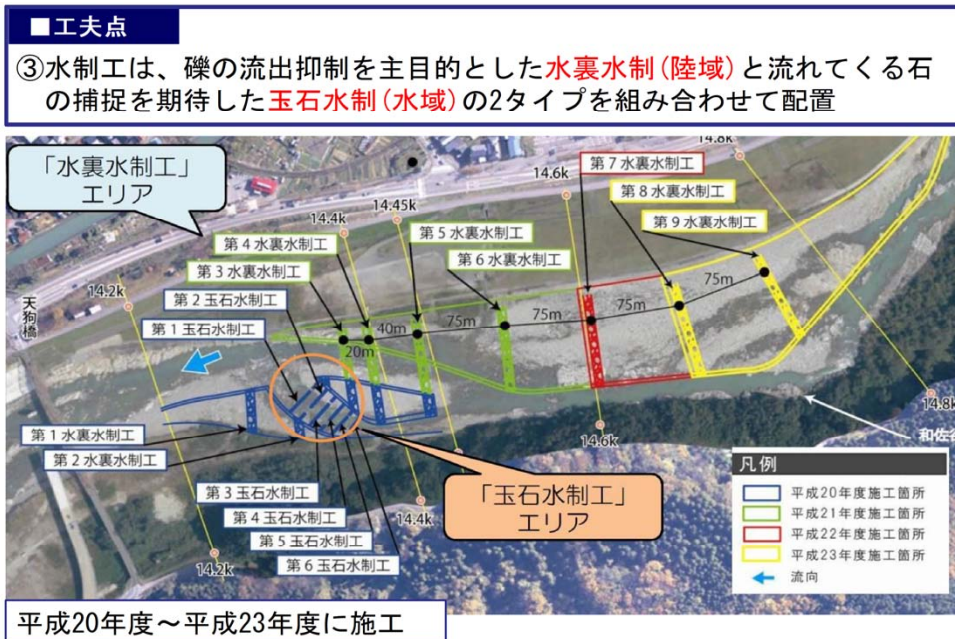 ■工夫点
③水制工は、礫の流出抑制を主目的とした水裏水制(陸域)と流れてくる石
の捕捉を期待した玉石水制(水域)の2タイプを組み合わせて配置
「水裏水制工」
エリア
14.8k
14.6k
14.45k
14.4k
14.2k
第7水裏水制工
第8水裏水制工
第9水裏水制工
第5水裏水制工
第6水裏水制工
第4水裏水制工
第3水裏水制工
第2玉石水制工
第1玉石水制工
天狗橋
20m
40m
75m
75m
75m
75m
第1水裏水制工
第2水裏水制工
第3玉石水制工
第4玉石水制工
第5玉石水制工
第6玉石水制工
14.2k
14.4k
14.6k
14.8k
和佐谷
「玉石水制工」
エリア
凡例
平成20年度施工箇所
平成21年度施工箇所
平成22年度施工箇所
平成23年度施工箇所
流向
平成20年度～平成23年度に施工